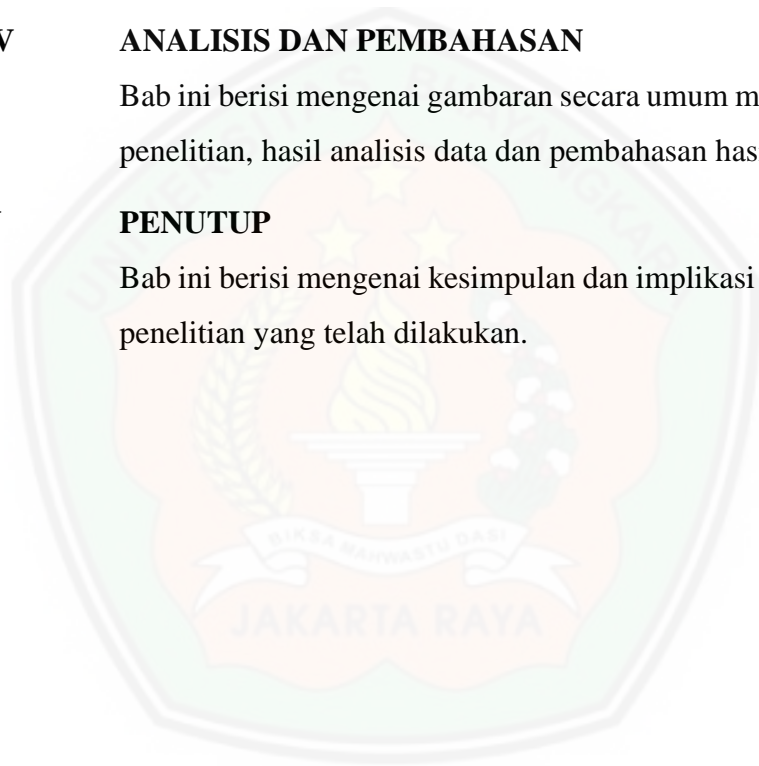 V ANALISIS DAN PEMBAHASAN
Bab ini berisi mengenai gambaran secara umum m
penelitian, hasil analisis data dan pembahasan has
PENUTUP
Bab ini berisi mengenai kesimpulan dan implikasi
penelitian yang telah dilakukan.
BIKSA MAHWASTU DASI
JAKARTA RAYA